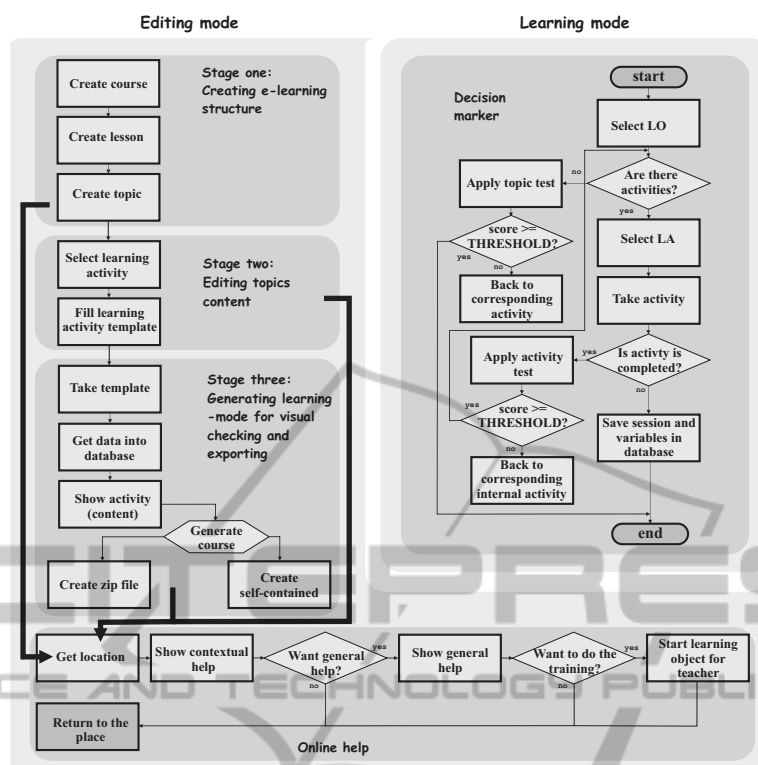 Editing mode
Learning mode
Stage one:
Creating e-learning
structure
Create course
Create lesson
Create topic
Stage two:
Editing topics
content
Select learning
activity
Fill learning
activity template
Stage three:
Generating learning
-mode for visual
checking and
exporting
Take template
Get data into
database
Show activity
(content)
Generate
course
Create zip file
Create
self-contained
Decision
marker
start
Select LO
Are there
activities?
no
yes
Apply topic test
score >=
THRESHOLD?
yes
no
Back to
corresponding
activity
Select LA
Take activity
Is activty is
completed?
yes
no
Apply activity
test
score >=
THRESHOLD?
yes
no
Back to
corresponding
internal activity
Save session and
variables in
database
end
Get location
Show contextual
help
Want general
help?
yes
no
Show general
help
Want to do the
training?
yes
no
Start learning
object for
teacher
Return to the
place
Online help
CITEPRES
CE AND TECHNOLOGY PUBLI